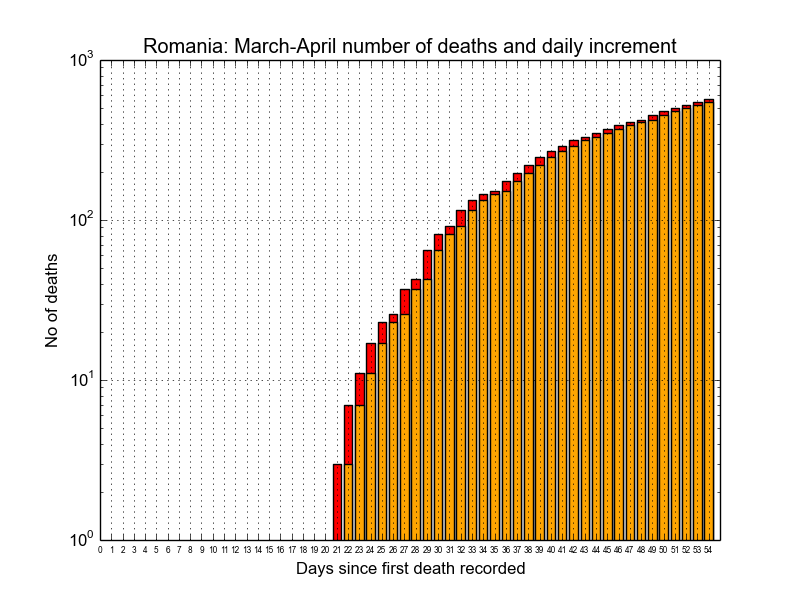 Romania: March-April number of deaths and daily increment
10³
10²
10¹
10⁰
No of deaths
0 1 2 3 4 5 6 7 8 9 10 11 12 13 14 15 16 17 18 19 20 21 22 23 24 25 26 27 28 29 30 31 32 33 34 35 36 37 38 39 40 41 42 43 44 45 46 47 48 49 50 51 52 53 54
Days since first death recorded